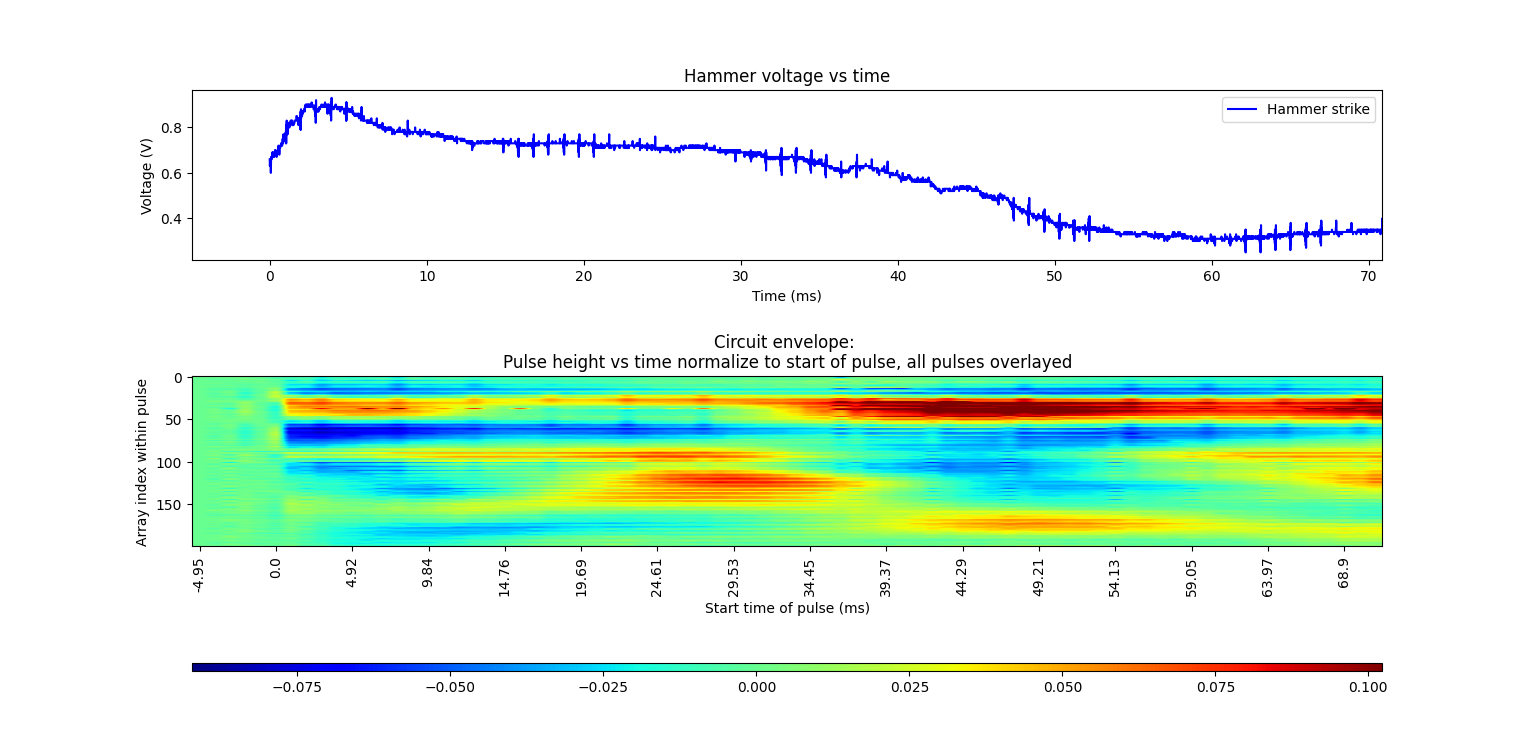 Hammer voltage vs time
Hammer strike
Voltage (V)
0.8
0.6
0.4
0 10 20 30 40 50 60 70
Time (ms)
Circuit envelope:
Pulse height vs time normalize to start of pulse, all pulses overlayed
Array index within pulse
0
50
100
150
-4.95 0.0 4.92 9.84 14.76 19.69 24.61 29.53 34.45 39.37 44.29 49.21 54.13 59.05 63.97 68.9
Start time of pulse (ms)
−0.075 −0.050 −0.025 0.000 0.025 0.050 0.075 0.100